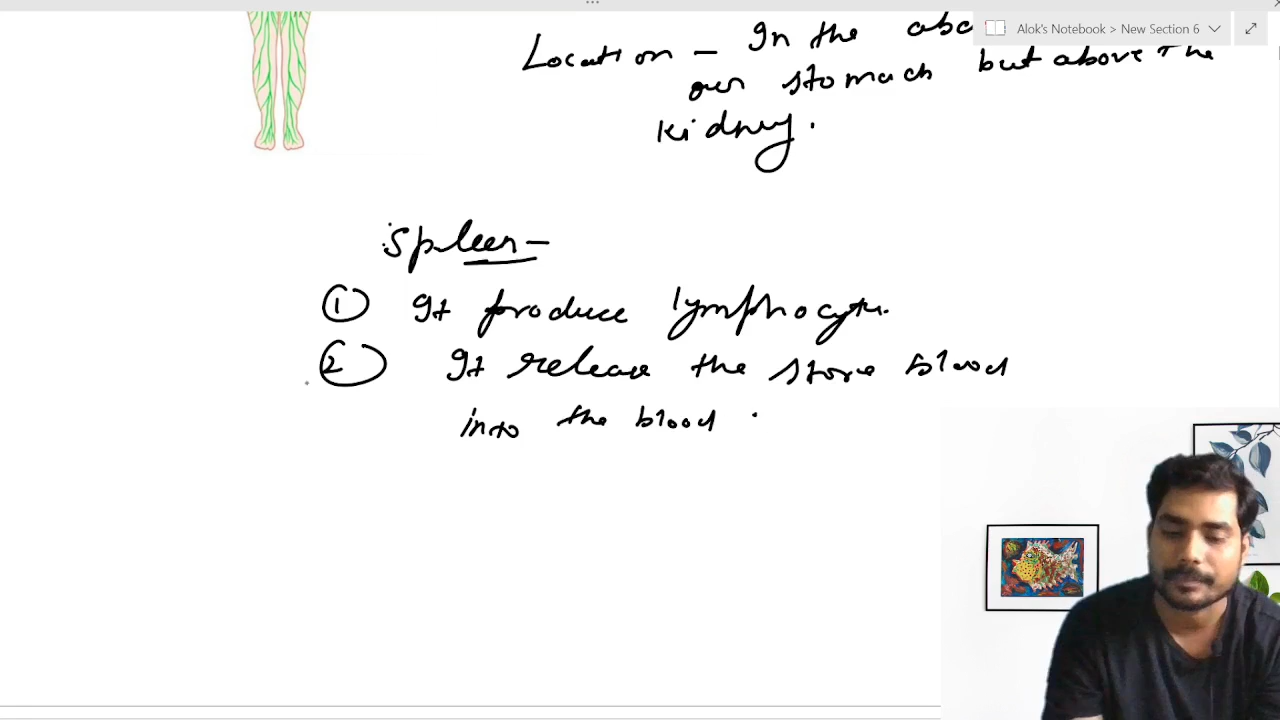 Alok's Notebook > New Section 6
Location - In the
our stomach but above the
kidney.
Spleen -
① It produce lymphocyte.
② It release the store blood
into the blood .